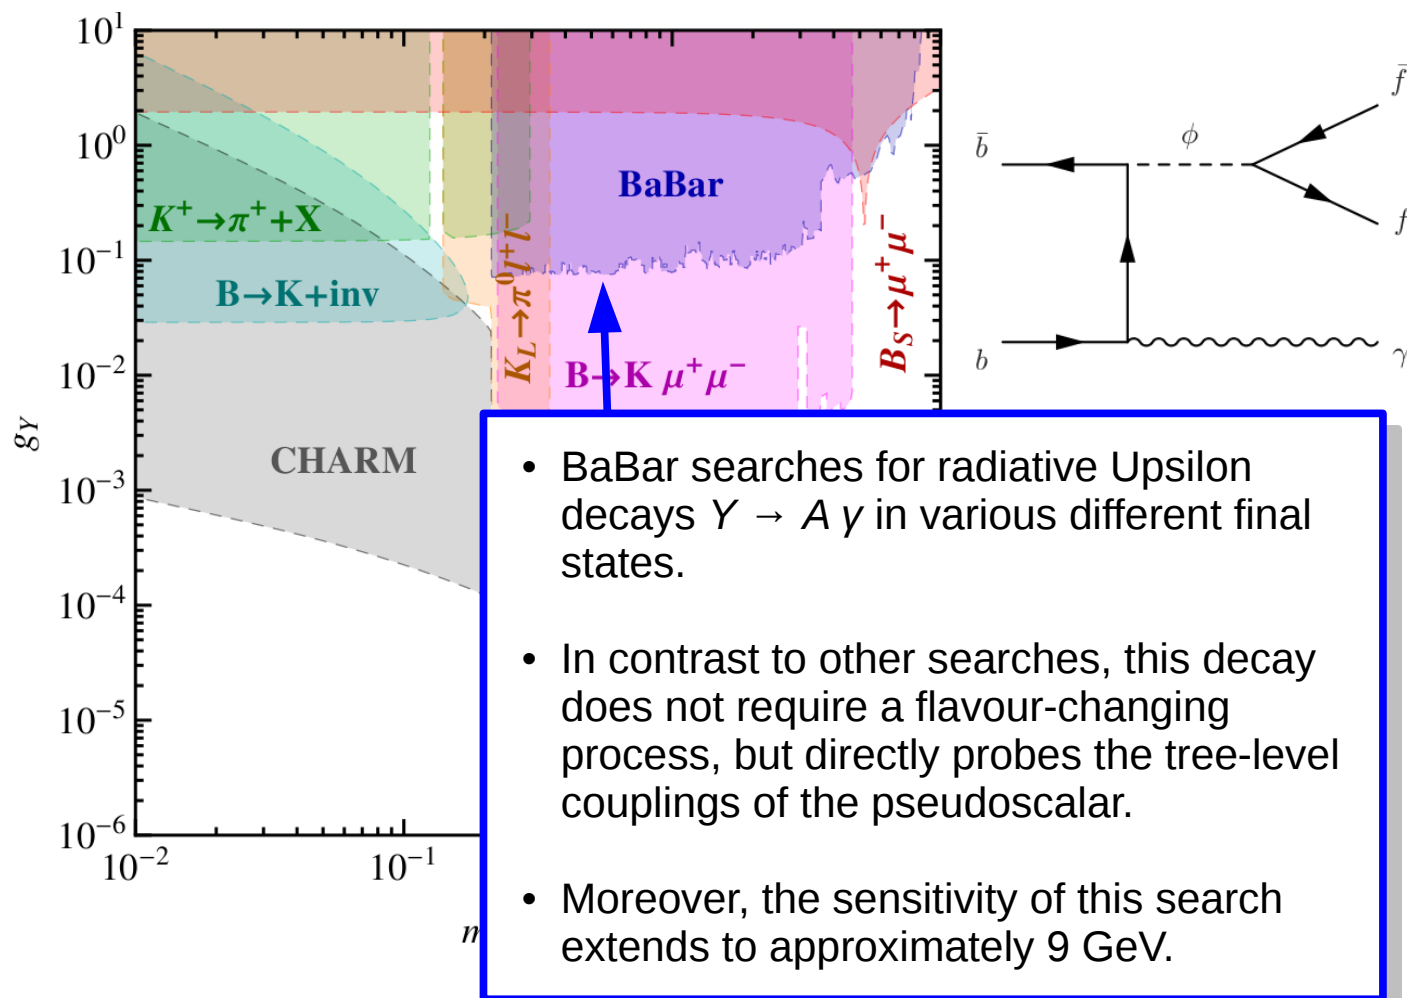 10^1
10^0
10^-1
10^-2
10^-3
10^-4
10^-5
10^-6
g_Y
10^-2
10^-1
m
K^+→π^++X
B→K+inv
CHARM
K_L→π^0l^+l^-
BaBar
B→K μ^+μ^-
B_S→μ^+μ^-
b̄
b
ϕ
f̄
f
γ
• BaBar searches for radiative Upsilon
decays Y → A γ in various different final
states.
• In contrast to other searches, this decay
does not require a flavour-changing
process, but directly probes the tree-level
couplings of the pseudoscalar.
• Moreover, the sensitivity of this search
extends to approximately 9 GeV.